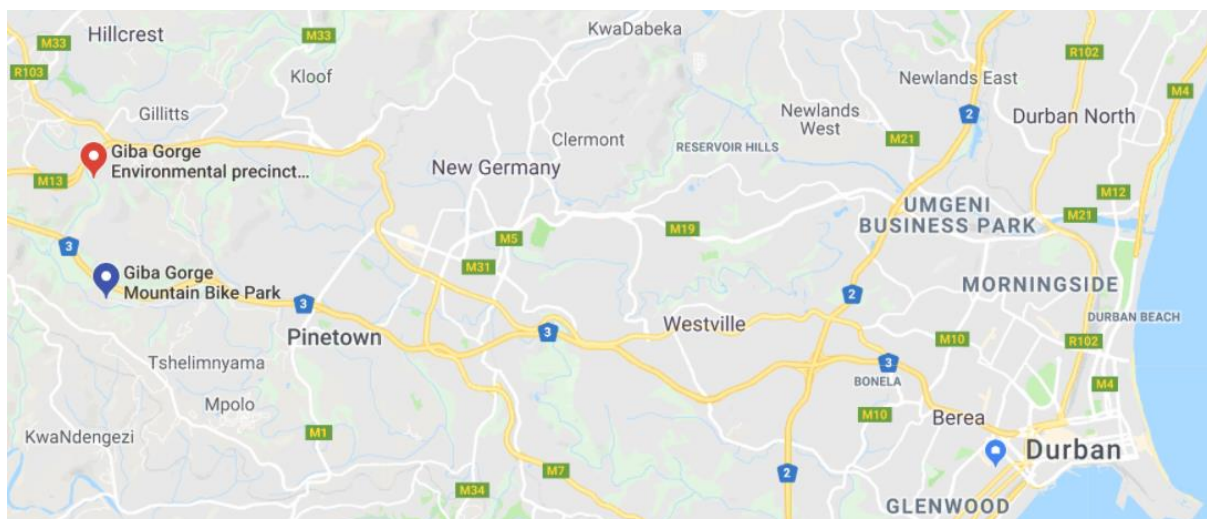 KwaDabeka
Hillcrest
M33
M33
R103
Kloof
Newlands East
R102
M4
2
Durban North
Gillitts
Newlands
West
Clermont
M21
RESERVOIR HILLS
Giba Gorge
Environmental precinct...
New Germany
M13
M12
UMGENI
BUSINESS PARK
M21
M19
M5
3
M31
Giba Gorge
Mountain Bike Park
MORNINGSIDE
2
3
DURBAN BEACH
Pinetown
3
Westville
M10
R102
Tshelimnyama
3
BONELA
M4
Mpolo
M10
Berea
KwaNdengezi
M1
Durban
M7
2
M34
GLENWOOD